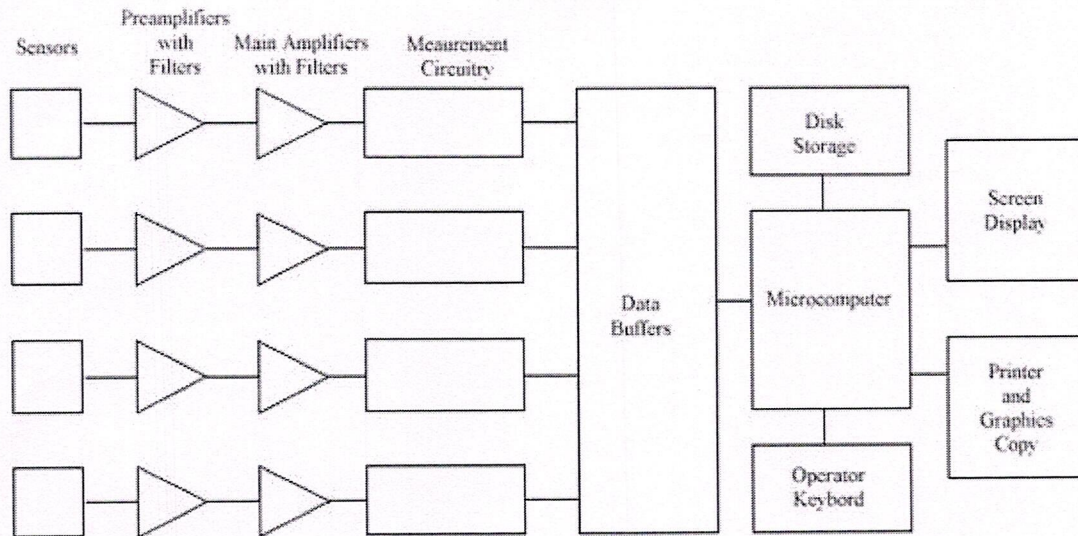 Sensors
Preamplifiers
with
Filters
Main Amplifiers
with Filters
Meaurement
Circuitry
Data
Buffers
Disk
Storage
Microcomputer
Operator
Keybord
Screen
Display
Printer
and
Graphics
Copy